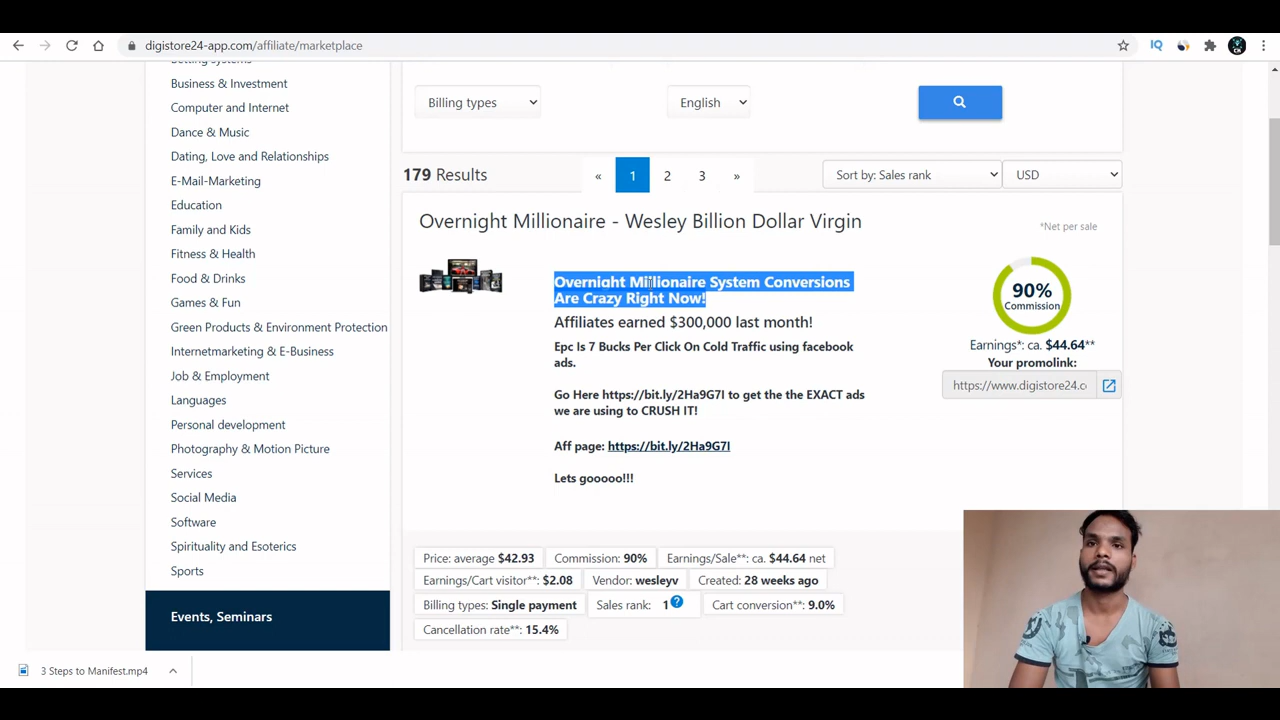 digistore24-app.com/affiliate/marketplace
IQ
Betting systems
Business & Investment
Computer and Internet
Dance & Music
Dating, Love and Relationships
E-Mail-Marketing
Education
Family and Kids
Fitness & Health
Food & Drinks
Games & Fun
Green Products & Environment Protection
Internetmarketing & E-Business
Job & Employment
Languages
Personal development
Photography & Motion Picture
Services
Social Media
Software
Spirituality and Esoterics
Sports
Events, Seminars
Billing types
English
179 Results
« 1 2 3 »
Sort by: Sales rank
USD
Overnight Millionaire - Wesley Billion Dollar Virgin
*Net per sale
Overnight Millionaire System Conversions
Are Crazy Right Now!
Affiliates earned $300,000 last month!
Epc Is 7 Bucks Per Click On Cold Traffic using facebook
ads.
Go Here https://bit.ly/2Ha9G7I to get the the EXACT ads
we are using to CRUSH IT!
Aff page: https://bit.ly/2Ha9G7I
Lets gooooo!!!
90%
Commission
Earnings*: ca. $44.64**
Your promolink:
https://www.digistore24.c
Price: average $42.93
Commission: 90%
Earnings/Sale**: ca. $44.64 net
Earnings/Cart visitor**: $2.08
Vendor: wesleyv
Created: 28 weeks ago
Billing types: Single payment
Sales rank: 1 ?
Cart conversion**: 9.0%
Cancellation rate**: 15.4%
3 Steps to Manifest.mp4